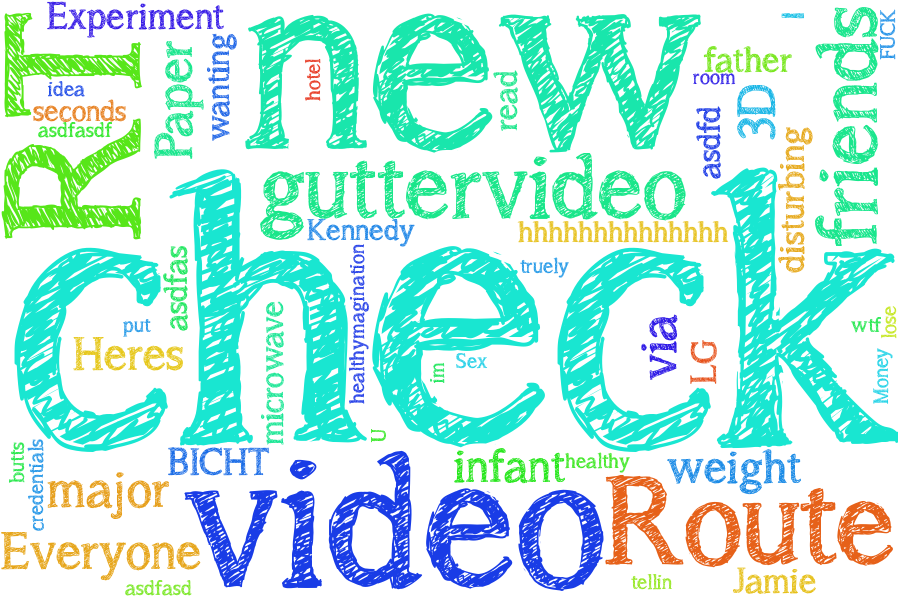 Experiment
RT
new
friends
FUCK
I
Paper
wanting
hotel
read
father
room
idea
seconds
asdfasdf
3D
asdfd
disturbing
guttervideo
Kennedy
hhhhhhhhhhhhhh
check
asdfas
healthymagination
truely
put
Heres
microwave
im
Sex
via
LG
wtf
lose
Money
U
butts
credentials
BICHT
infant
healthy
weight
major
video
Route
Everyone
asdfasd
tellin
Jamie